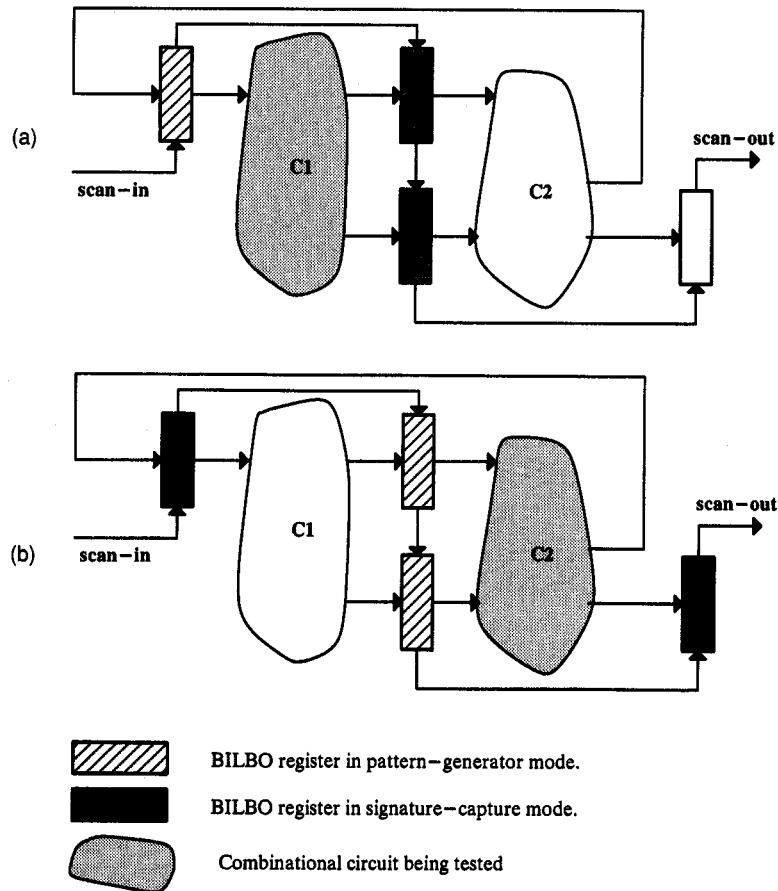 (a)
C1
C2
scan-in
scan-out
(b)
C1
C2
scan-in
scan-out
BILBO register in pattern-generator mode.
BILBO register in signature-capture mode.
Combinational circuit being tested